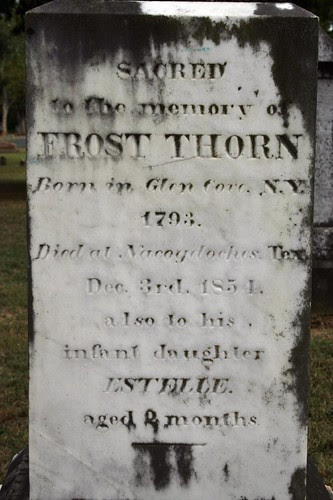 SACRED
to the memory of
FROST THORN
Born in Glen Cove, N.Y.
1793.
Died at Nacogdoches, Tex.
Dec. 3rd. 1854.
also to his
infant daughter
ESTELLE.
aged 2 months